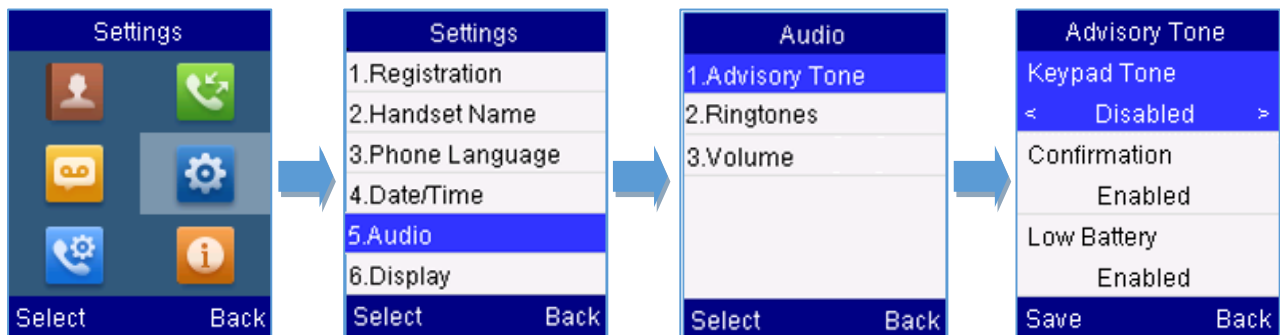 Settings
Select Back
Settings
1.Registration
2.Handset Name
3.Phone Language
4.Date/Time
5.Audio
6.Display
Select Back
Audio
1.Advisory Tone
2.Ringtones
3.Volume
Select Back
Advisory Tone
Keypad Tone
< Disabled >
Confirmation
Enabled
Low Battery
Enabled
Save Back